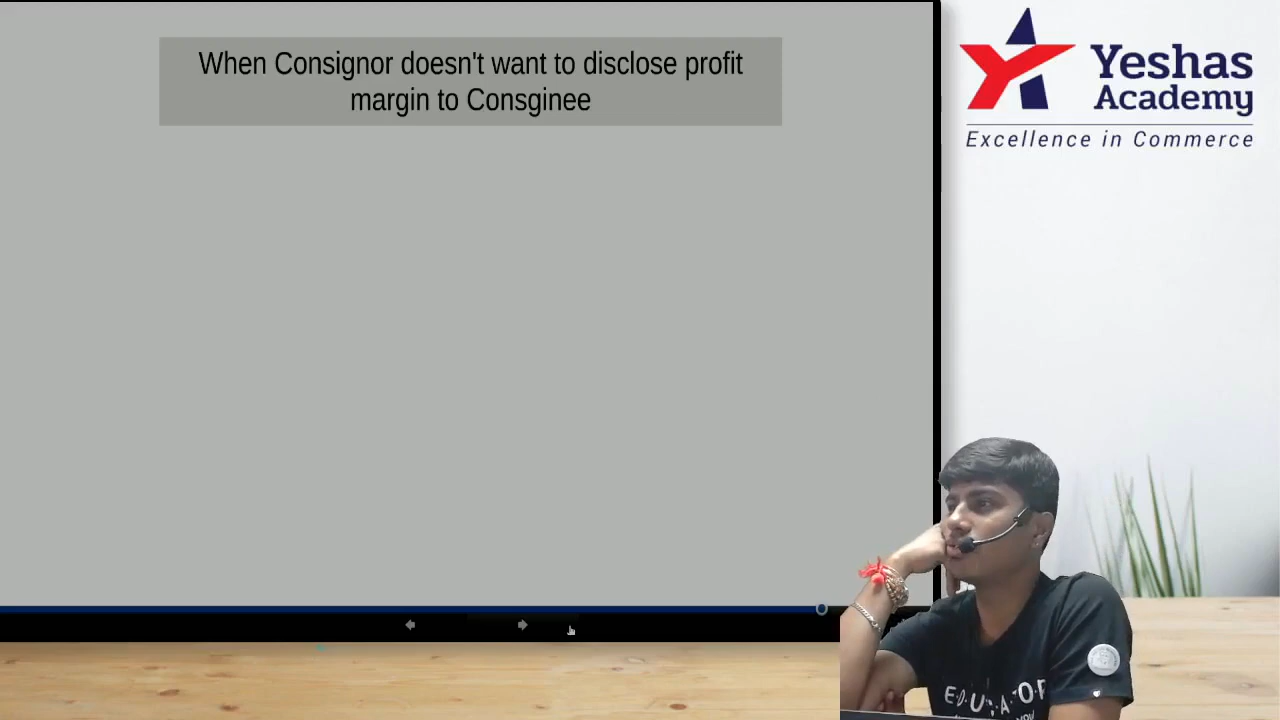 When Consignor doesn't want to disclose profit
margin to Consginee
Yeshas
Academy
Excellence in Commerce